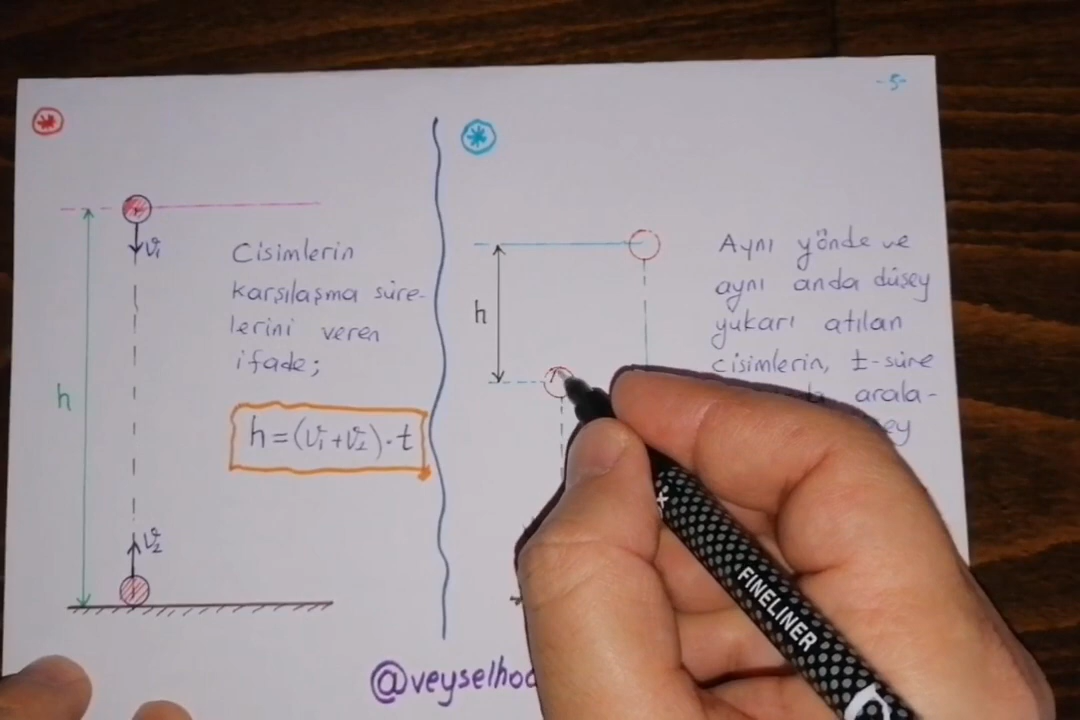 -5-
h
v₁
v₂
Cisimlerin
karşılaşma süre-
lerini veren
ifade;
h = (v₁+v₂)·t
h
Aynı yönde ve
aynı anda düşey
yukarı atılan
cisimlerin, t-süre
arala-
@veyselho
FINELINER